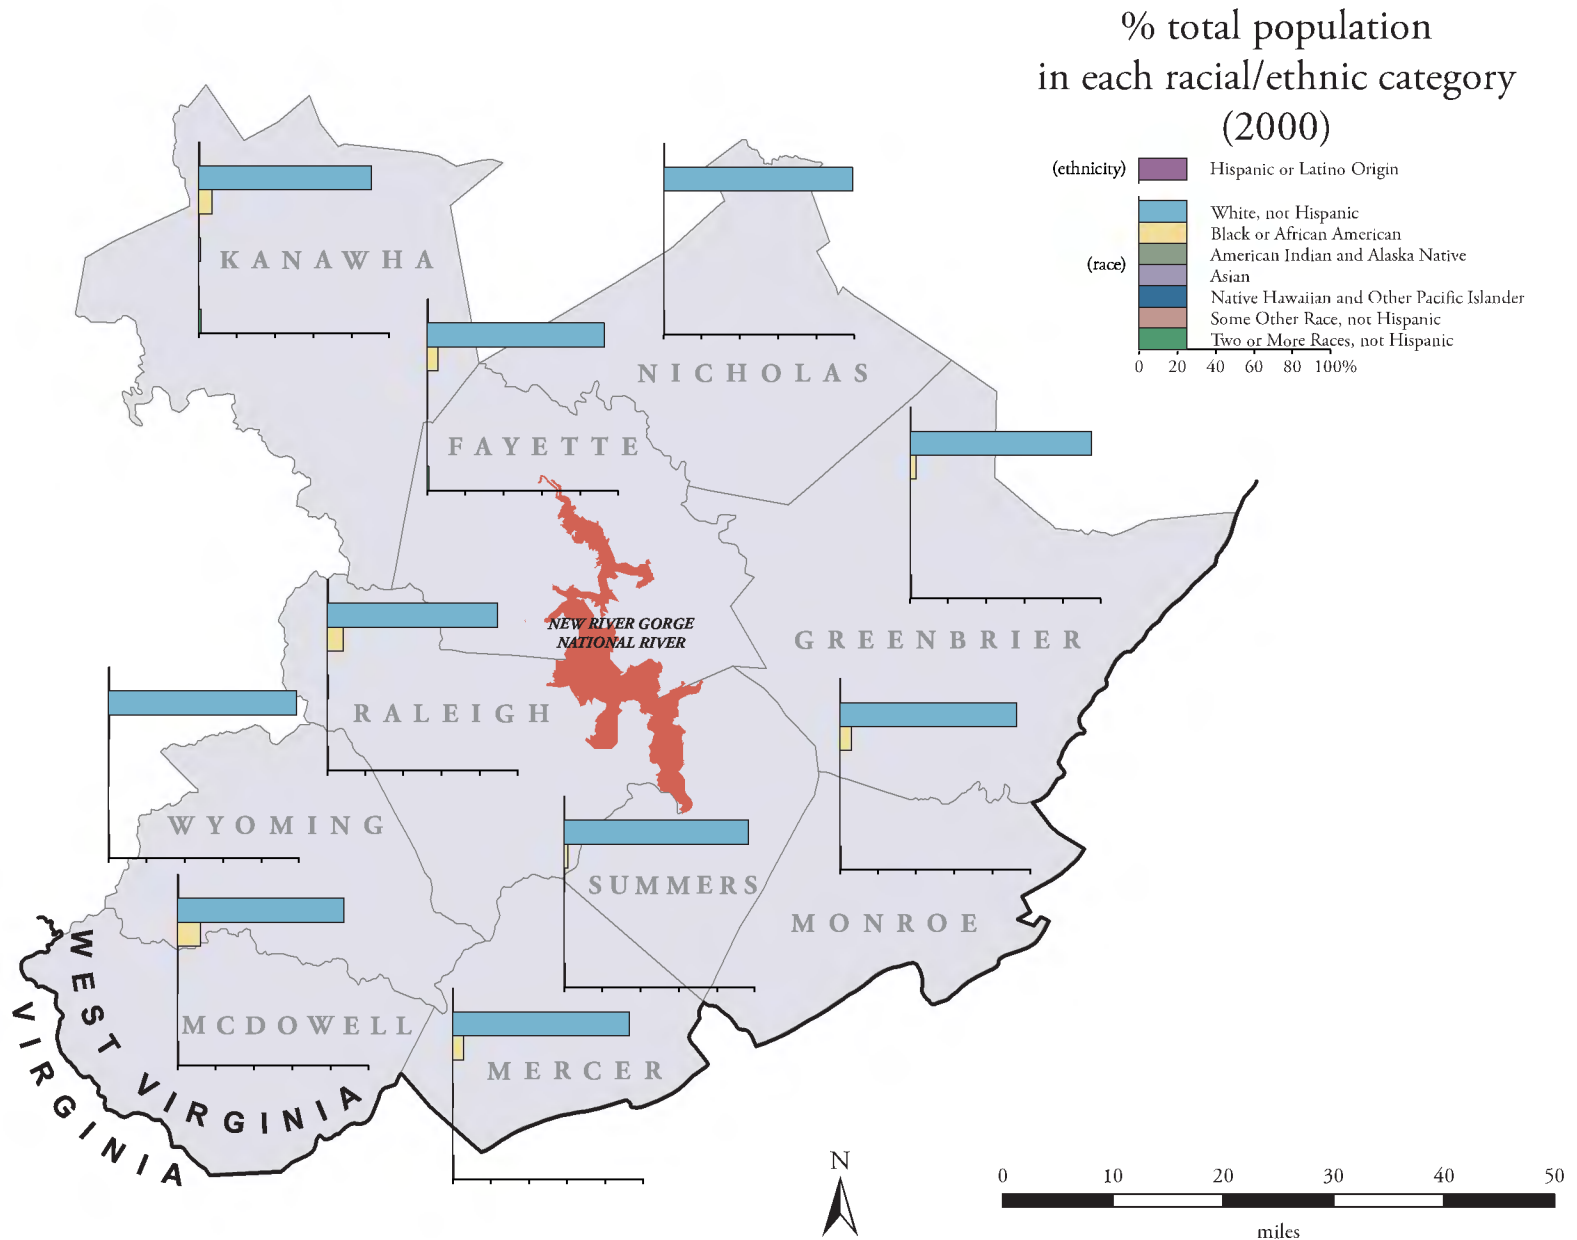 % total population
in each racial/ethnic category
(2000)
(ethnicity)
Hispanic or Latino Origin
White, not Hispanic
Black or African American
American Indian and Alaska Native
(race)
Asian
Native Hawaiian and Other Pacific Islander
Some Other Race, not Hispanic
Two or More Races, not Hispanic
0 20 40 60 80 100%
KANAWHA
NICHOLAS
FAYETTE
NEW RIVER GORGE
NATIONAL RIVER
GREENBRIER
RALEIGH
WYOMING
SUMMERS
MONROE
MCDOWELL
MERCER
WEST VIRGINIA
VIRGINIA
N
0 10 20 30 40 50
miles